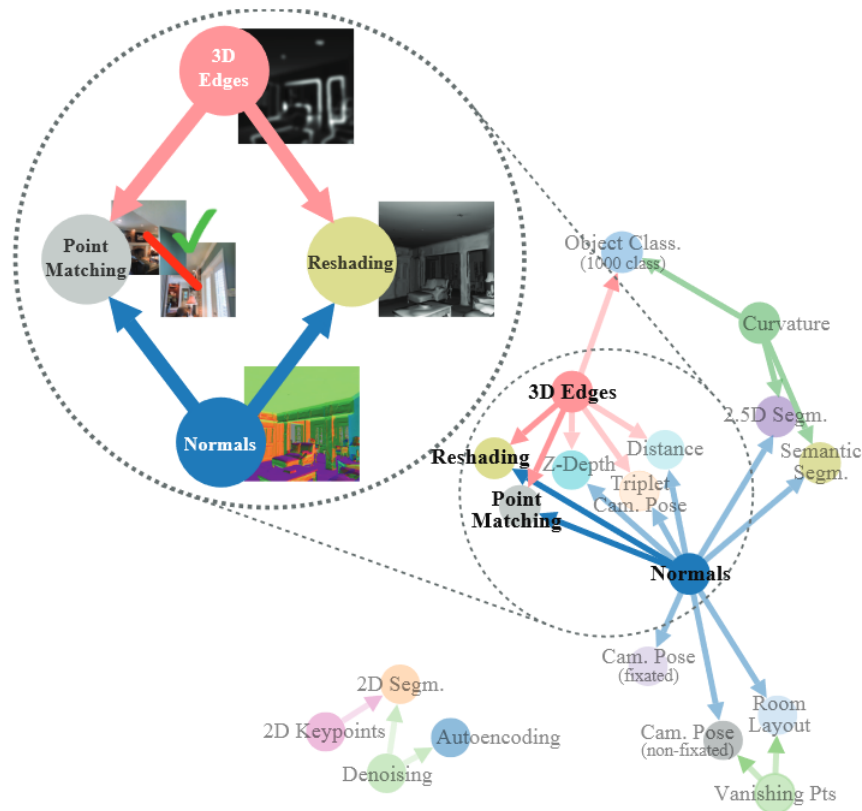 3D
Edges
Point
Matching
Reshading
Normals
Object Class.
(1000 class)
Curvature
3D Edges
2.5D Segm.
Reshading
Z-Depth
Distance
Semantic
Segm.
Triplet
Cam. Pose
Point
Matching
Normals
Cam. Pose
(fixated)
2D Segm.
Room
Layout
2D Keypoints
Autoencoding
Cam. Pose
(non-fixated)
Denoising
Vanishing Pts